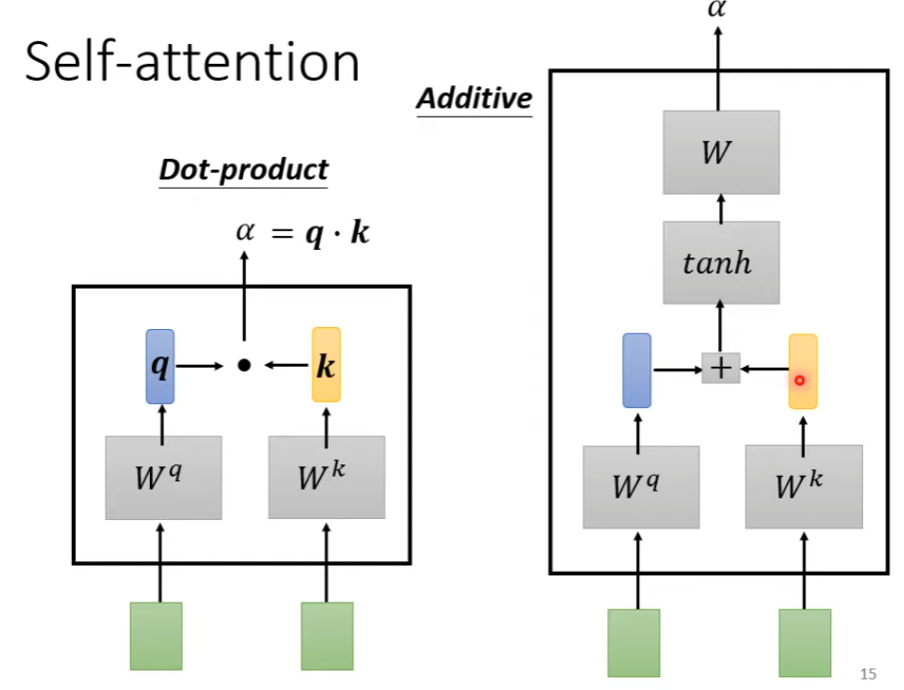 Self-attention
Dot-product
α = q · k
q
k
W^q
W^k
Additive
α
W
tanh
+
W^q
W^k
15